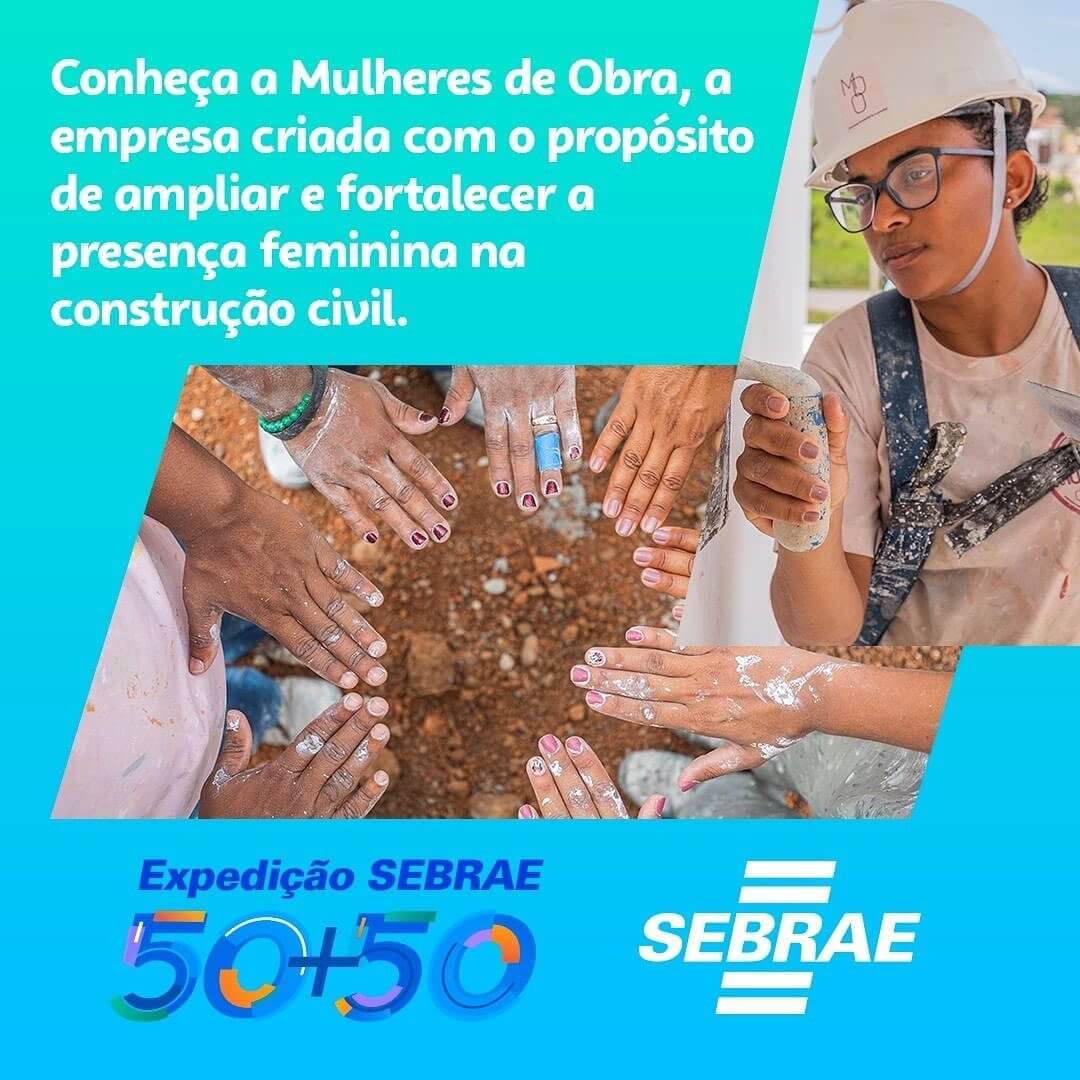 Conheça a Mulheres de Obra, a
empresa criada com o propósito
de ampliar e fortalecer a
presença feminina na
construção civil.
MDO
Expedição SEBRAE
50+50
SEBRAE